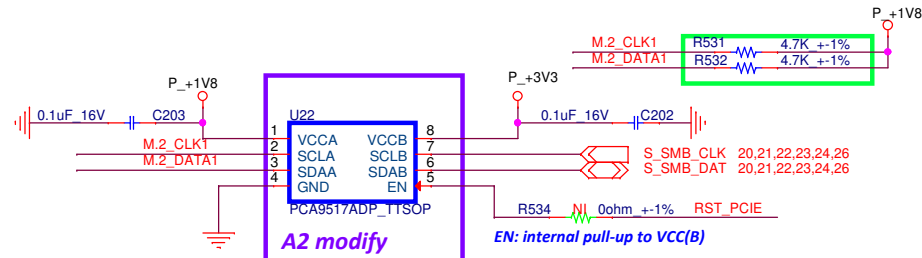 P_+1V8
M.2_CLK1 R531 4.7K_+-1%
M.2_DATA1 R532 4.7K_+-1%
P_+1V8 P_+3V3
0.1uF_16V C203 U22 0.1uF_16V C202
1 VCCA VCCB 8
M.2_CLK1 2 SCLA SCLB 7 S_SMB_CLK 20,21,22,23,24,26
M.2_DATA1 3 SDAA SDAB 6 S_SMB_DAT 20,21,22,23,24,26
4 GND EN 5
PCA9517ADP_TTSOP R534 NI 0ohm_+-1% RST_PCIE
A2 modify EN: internal pull-up to VCC(B)